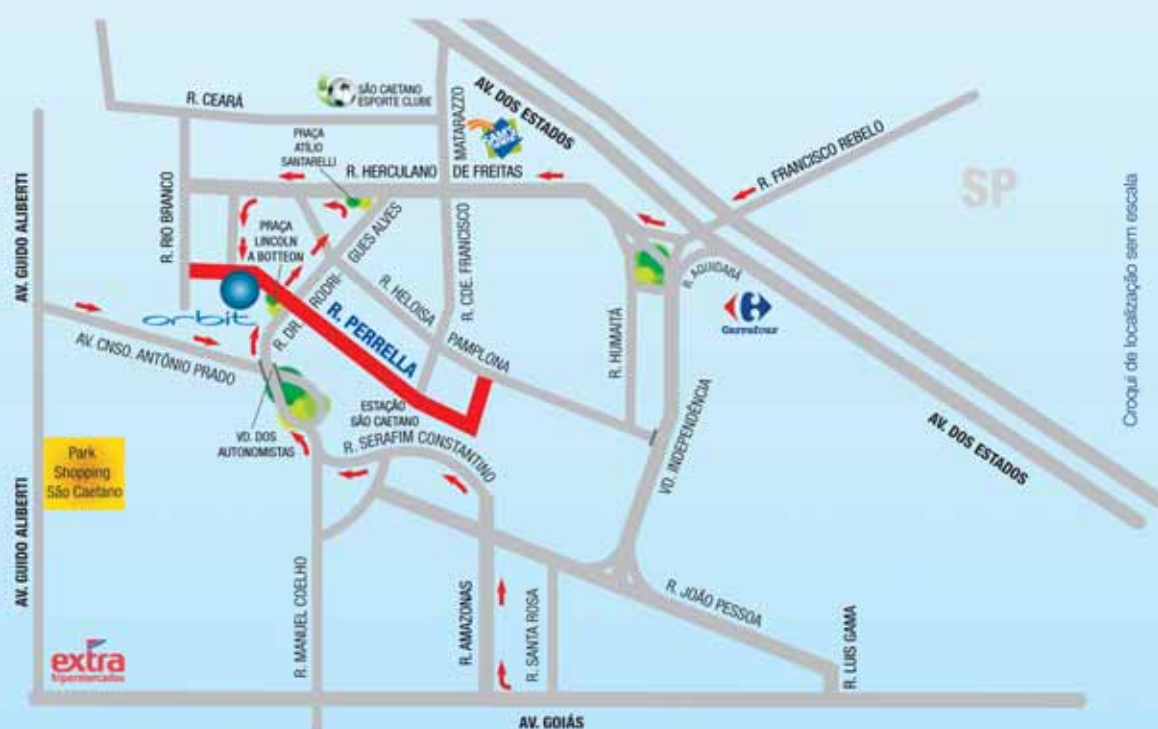 R. CEARÁ
SÃO CAETANO
ESPORTE CLUBE
MATARAZZO
AV. DOS ESTADOS
PRAÇA
ATÍLIO
SANTARELLI
R. HERCULANO
DE FREITAS
R. FRANCISCO REBELO
SP
AV. GUIDO ALIBERTI
R. RIO BRANCO
PRAÇA
LINCOLN
A BOTTEON
R. DR. RODRI-
GUES ALVES
R. CDE. FRANCISCO
R. HELOISA
PAMPLONA
R. AQUIDABÃ
Carrefour
orbit
R. PERRELLA
R. HUMAITÁ
AV. CNSO. ANTÔNIO PRADO
ESTAÇÃO
SÃO CAETANO
VD. DOS
AUTONOMISTAS
R. SERAFIM CONSTANTINO
VD. INDEPENDÊNCIA
AV. DOS ESTADOS
Croqui de localização sem escala
Park
Shopping
São Caetano
AV. GUIDO ALIBERTI
R. MANUEL COELHO
R. AMAZONAS
R. SANTA ROSA
R. JOÃO PESSOA
R. LUIS GAMA
extra
hipermercados
AV. GOIÁS